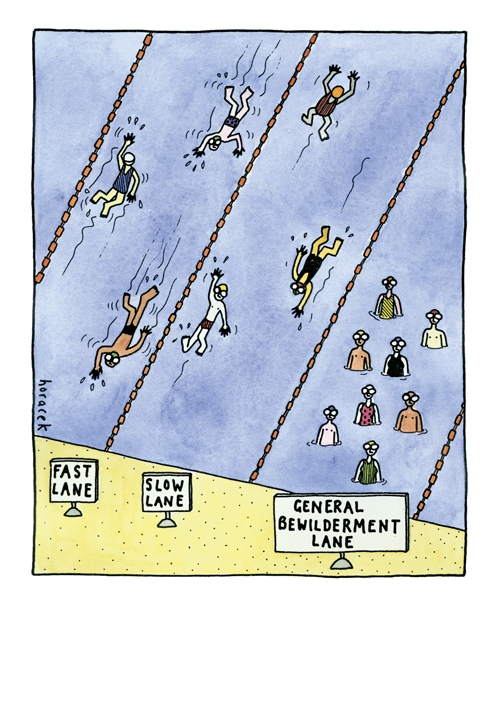 horacek
FAST
LANE
SLOW
LANE
GENERAL
BEWILDERMENT
LANE